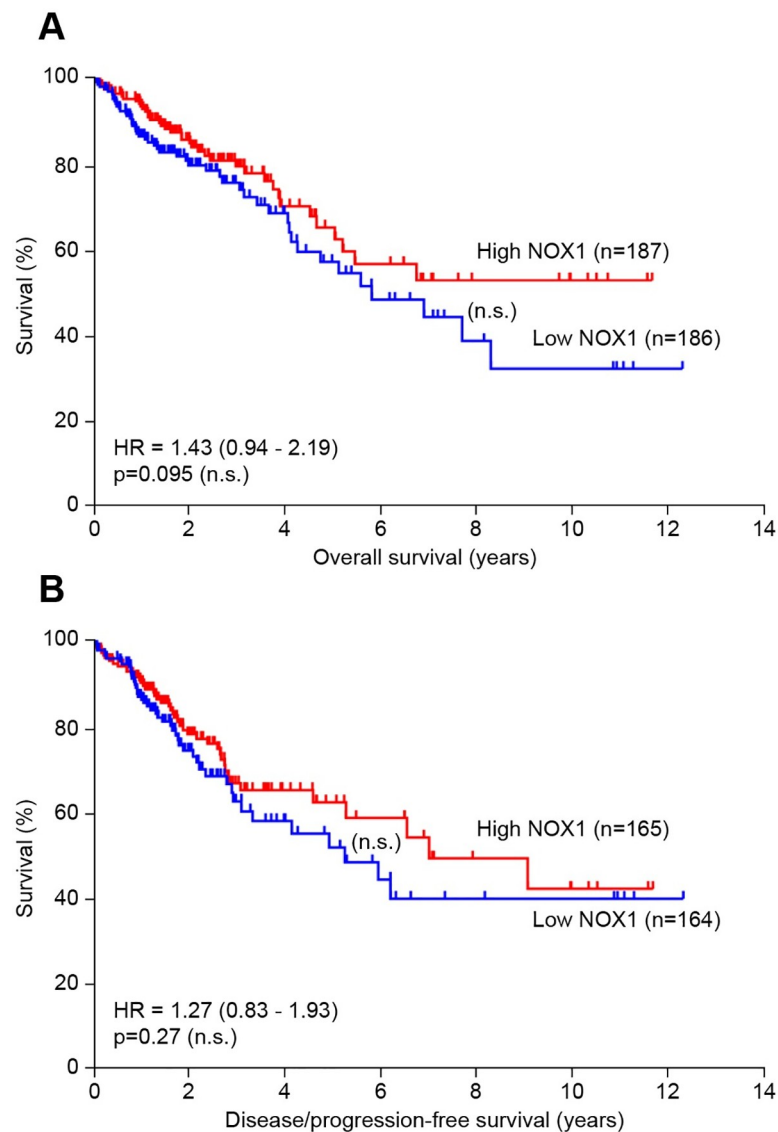 A
100
80
60
40
20
0
Survival (%)
High NOX1 (n=187)
(n.s.)
Low NOX1 (n=186)
HR = 1.43 (0.94 - 2.19)
p=0.095 (n.s.)
0 2 4 6 8 10 12 14
Overall survival (years)
B
100
80
60
40
20
0
Survival (%)
High NOX1 (n=165)
(n.s.)
Low NOX1 (n=164)
HR = 1.27 (0.83 - 1.93)
p=0.27 (n.s.)
0 2 4 6 8 10 12 14
Disease/progression-free survival (years)